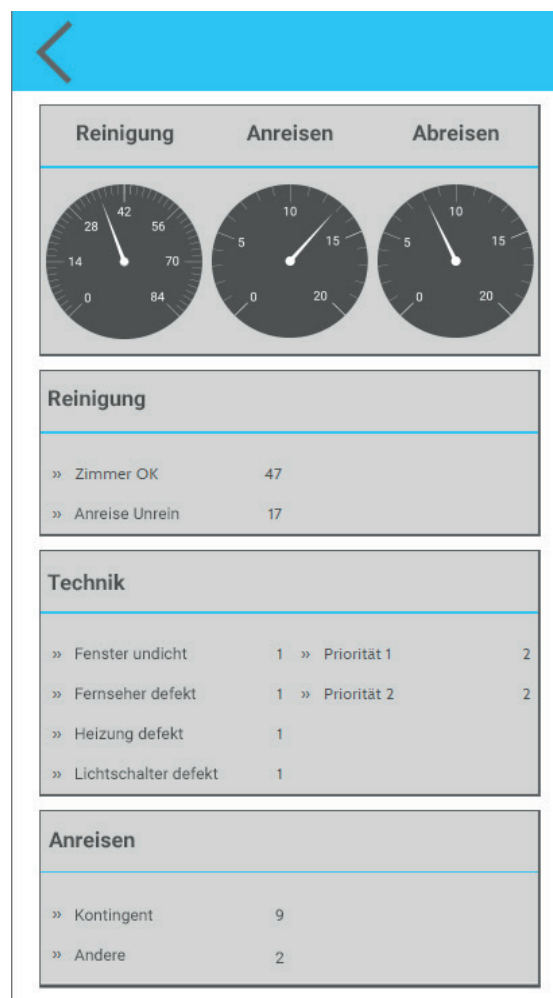 Reinigung Anreisen Abreisen
42 10 10
28 56
5 15 5 15
14 70
0 84 0 20 0 20
Reinigung
» Zimmer OK 47
» Anreise Unrein 17
Technik
» Fenster undicht 1 » Priorität 1 2
» Fernseher defekt 1 » Priorität 2 2
» Heizung defekt 1
» Lichtschalter defekt 1
Anreisen
» Kontingent 9
» Andere 2